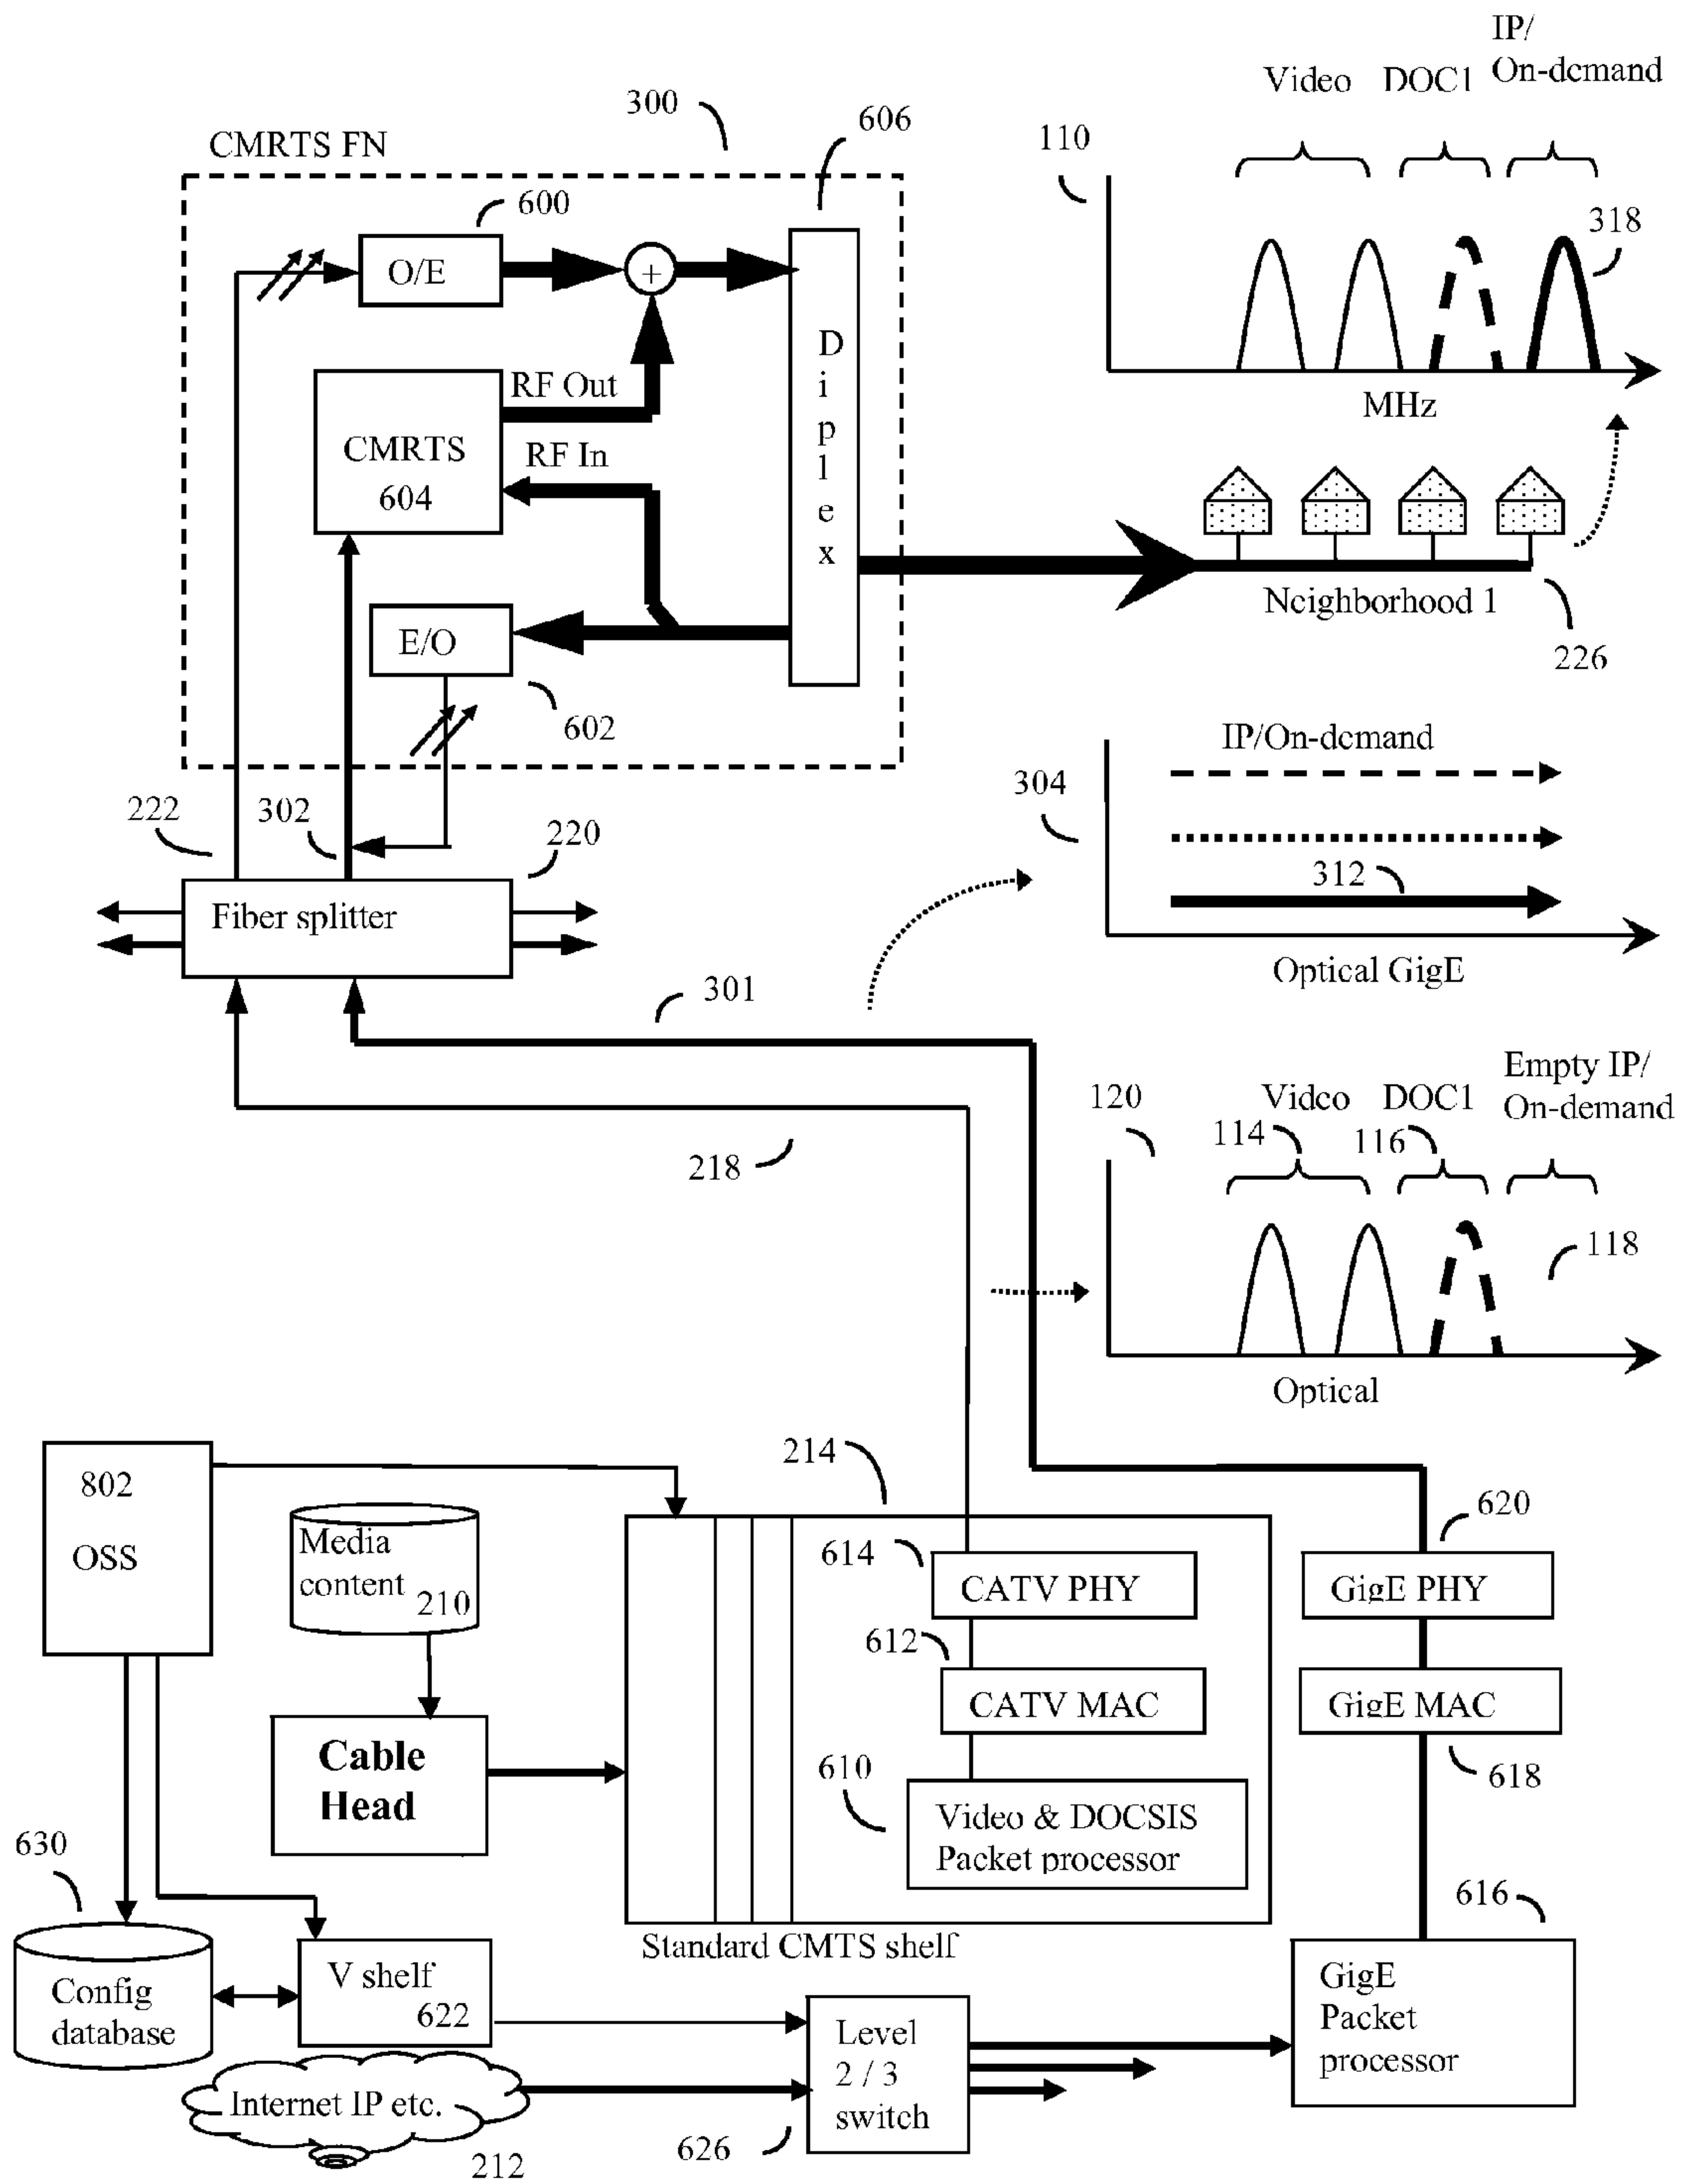 IP/
Video DOC1 On-demand
300
606
110
CMRTS FN
600
318
O/E
+
Diplex
RF Out
MHz
CMRTS
604
RF In
E/O
Neighborhood 1
226
602
IP/On-demand
304
222
302
220
312
Fiber splitter
Optical GigE
301
Empty IP/
120
Video DOC1 On-demand
114
116
218
118
Optical
214
802
OSS
620
Media
content
210
614
CATV PHY
GigE PHY
612
CATV MAC
GigE MAC
Cable
Head
610
618
Video & DOCSIS
Packet processor
630
616
Standard CMTS shelf
Config
database
V shelf
622
GigE
Packet
processor
Level
2 / 3
switch
Internet IP etc.
626
212